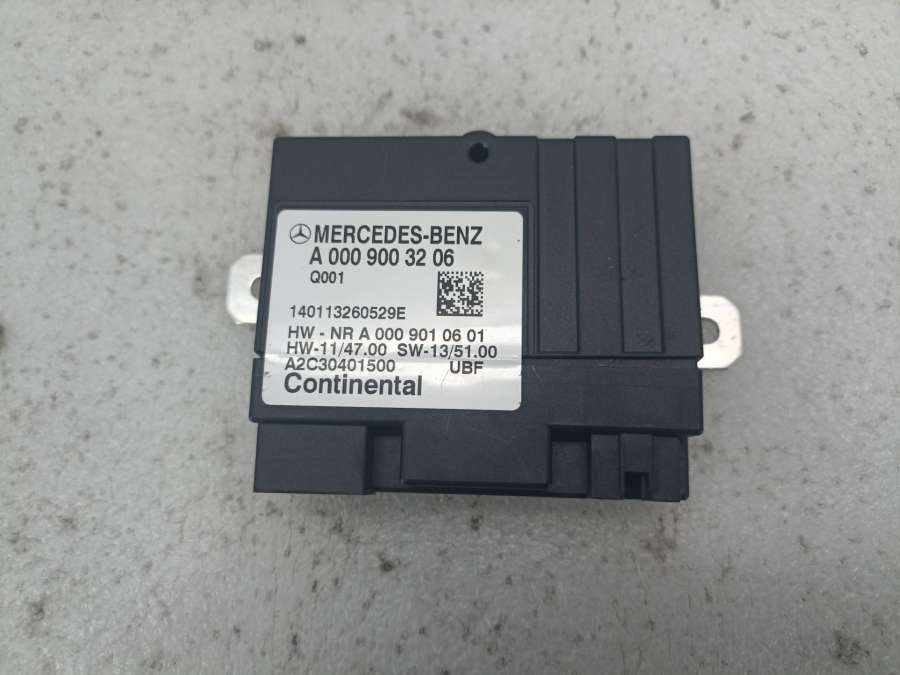 MERCEDES-BENZ
A 000 900 32 06
Q001
140113260529E
HW - NR A 000 901 06 01
HW-11/47.00 SW-13/51.00
A2C30401500 UBF
Continental